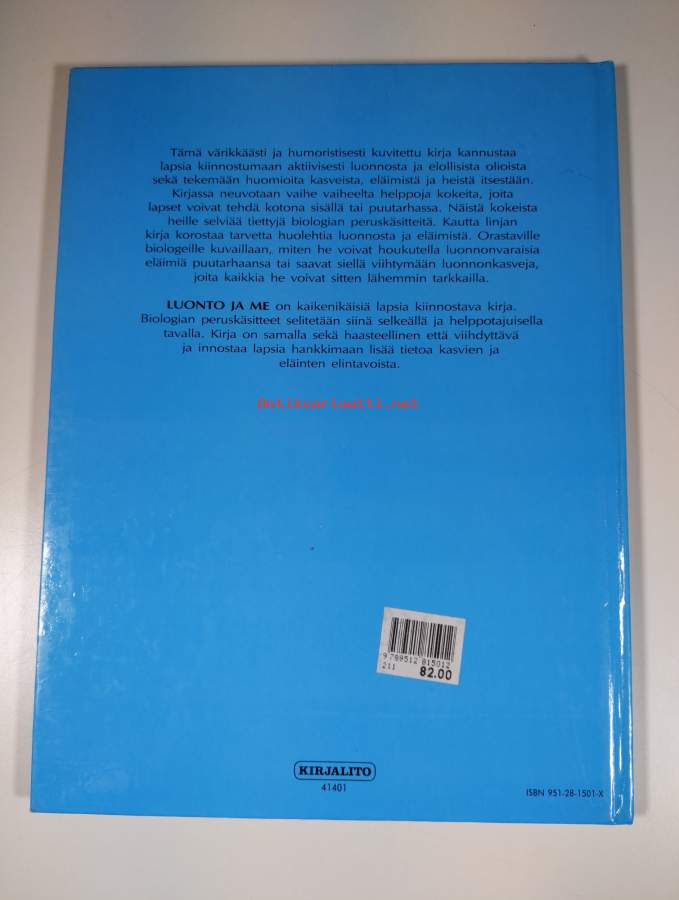 Tämä värikkäästi ja humoristisesti kuvitettu kirja kannustaa
lapsia kiinnostumaan aktiivisesti luonnosta ja elollisista olioista
sekä tekemään huomioita kasveista, eläimistä ja heistä itsestään.
Kirjassa neuvotaan vaihe vaiheelta helppoja kokeita, joita
lapset voivat tehdä kotona sisällä tai puutarhassa. Näistä kokeista
heille selviää tiettyjä biologian peruskäsitteitä. Kautta linjan
kirja korostaa tarvetta huolehtia luonnosta ja eläimistä. Orastaville
biologeille kuvaillaan, miten he voivat houkutella luonnonvaraisia
eläimiä puutarhaansa tai saavat siellä viihtymään luonnonkasveja,
joita kaikkia he voivat sitten lähemmin tarkkailla.
LUONTO JA ME on kaikenikäisiä lapsia kiinnostava kirja.
Biologian peruskäsitteet selitetään siinä selkeällä ja helppotajuisella
tavalla. Kirja on samalla sekä haasteellinen että viihdyttävä
ja innostaa lapsia hankkimaan lisää tietoa kasvien ja
eläinten elintavoista.
Antikvariaatti.net
9 789512 815012
211
82.00
KIRJALITO
41401
ISBN 951-28-1501-X